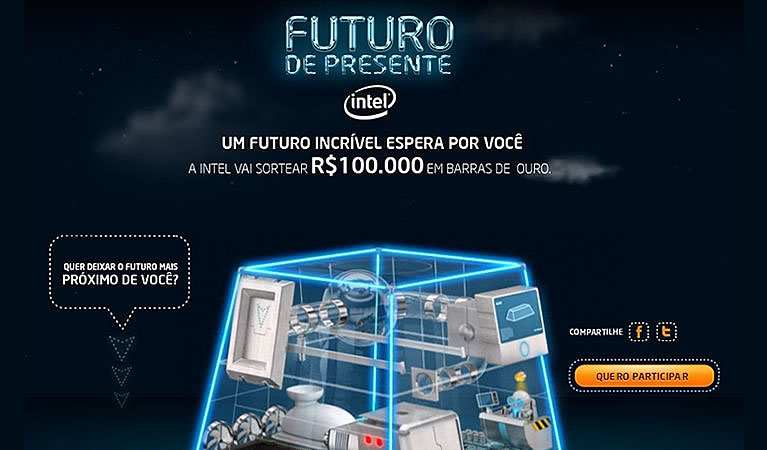 FUTURO
DE PRESENTE
intel
UM FUTURO INCRÍVEL ESPERA POR VOCÊ
A INTEL VAI SORTEAR R$100.000 EM BARRAS DE OURO.
QUER DEIXAR O FUTURO MAIS
PRÓXIMO DE VOCÊ?
COMPARTILHE f t
QUERO PARTICIPAR